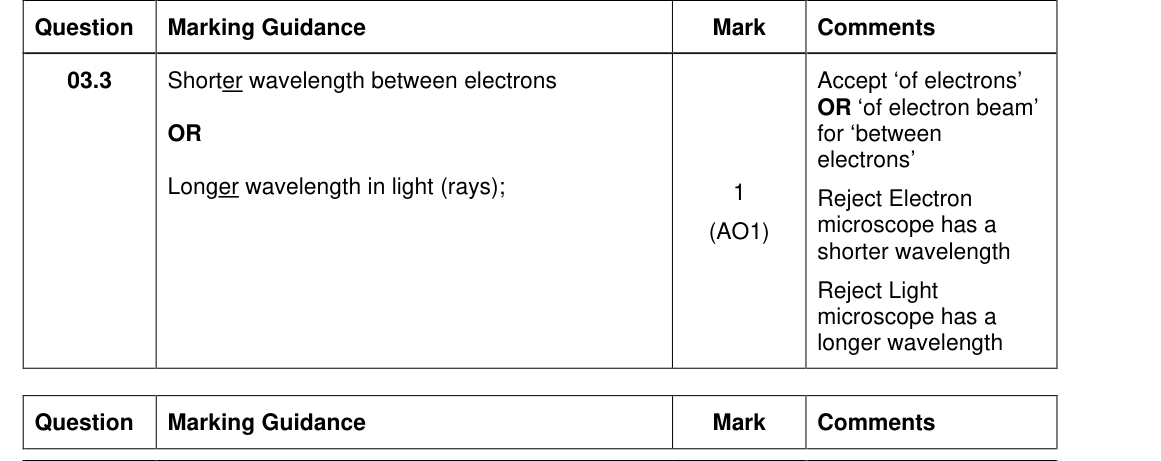 Question Marking Guidance Mark Comments
03.3
Shorter wavelength between electrons
OR
Longer wavelength in light (rays);
1
(AO1)
Accept ‘of electrons’
OR ‘of electron beam’
for ‘between
electrons’
Reject Electron
microscope has a
shorter wavelength
Reject Light
microscope has a
longer wavelength
Question Marking Guidance Mark Comments